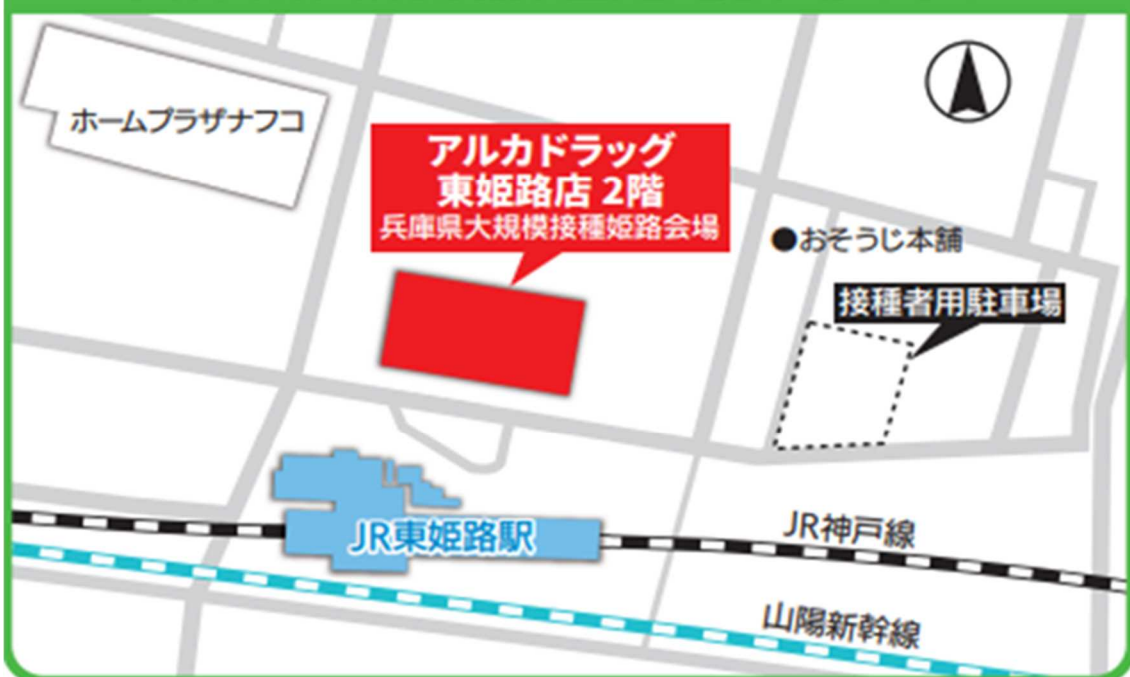 ホームプラザナフコ
アルカドラッグ
東姫路店 2階
兵庫県大規模接種姫路会場
●おそうじ本舗
接種者用駐車場
JR東姫路駅
JR神戸線
山陽新幹線